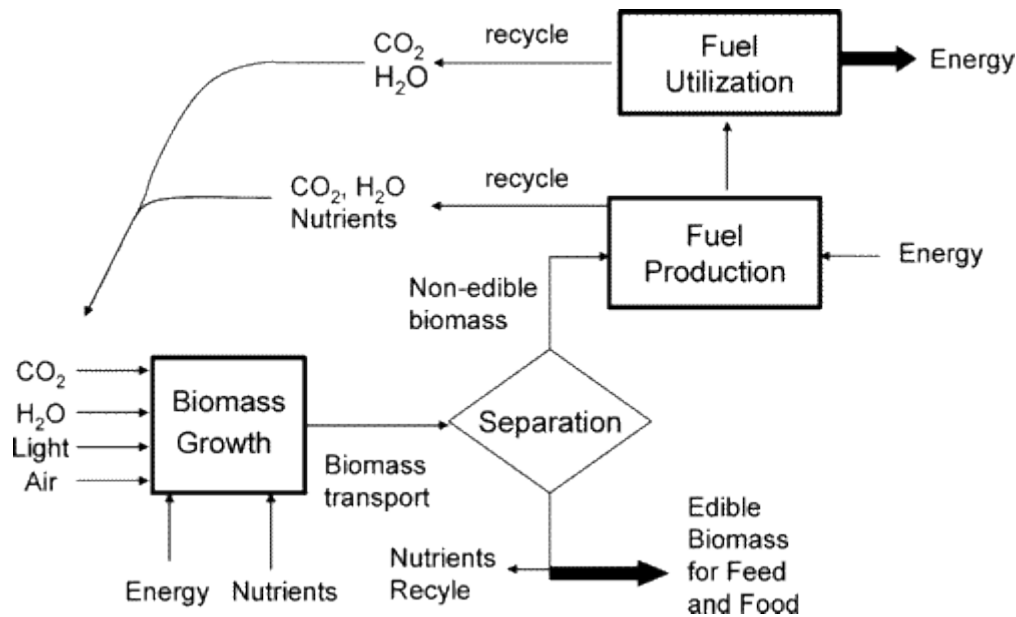 CO2
H2O
recycle
Fuel
Utilization
Energy
CO2, H2O
Nutrients
recycle
Fuel
Production
Energy
Non-edible
biomass
CO2
H2O
Light
Air
Biomass
Growth
Separation
Biomass
transport
Energy
Nutrients
Nutrients
Recyle
Edible
Biomass
for Feed
and Food